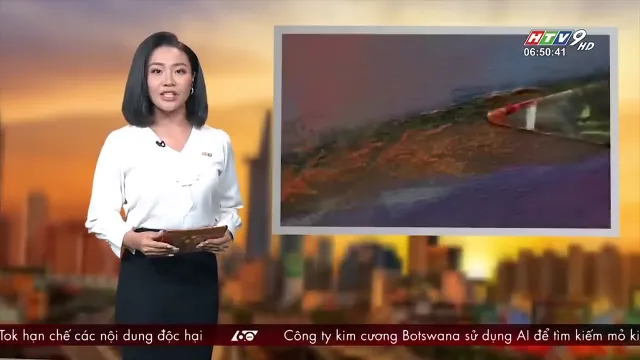 HTV9 HD
06:50:41
Tok hạn chế các nội dung độc hại 60 Công ty kim cương Botswana sử dụng AI để tìm kiếm mỏ ki